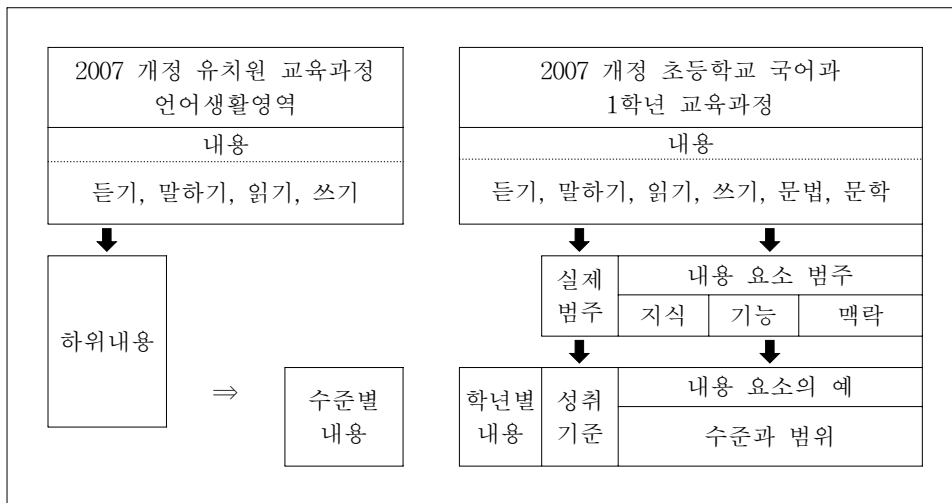 2007 개정 유치원 교육과정
언어생활영역
내용
듣기, 말하기, 읽기, 쓰기
하위내용
⇒
수준별
내용
2007 개정 초등학교 국어과
1학년 교육과정
내용
듣기, 말하기, 읽기, 쓰기, 문법, 문학
실제
범주
내용 요소 범주
지식
기능
맥락
학년별
내용
성취
기준
내용 요소의 예
수준과 범위